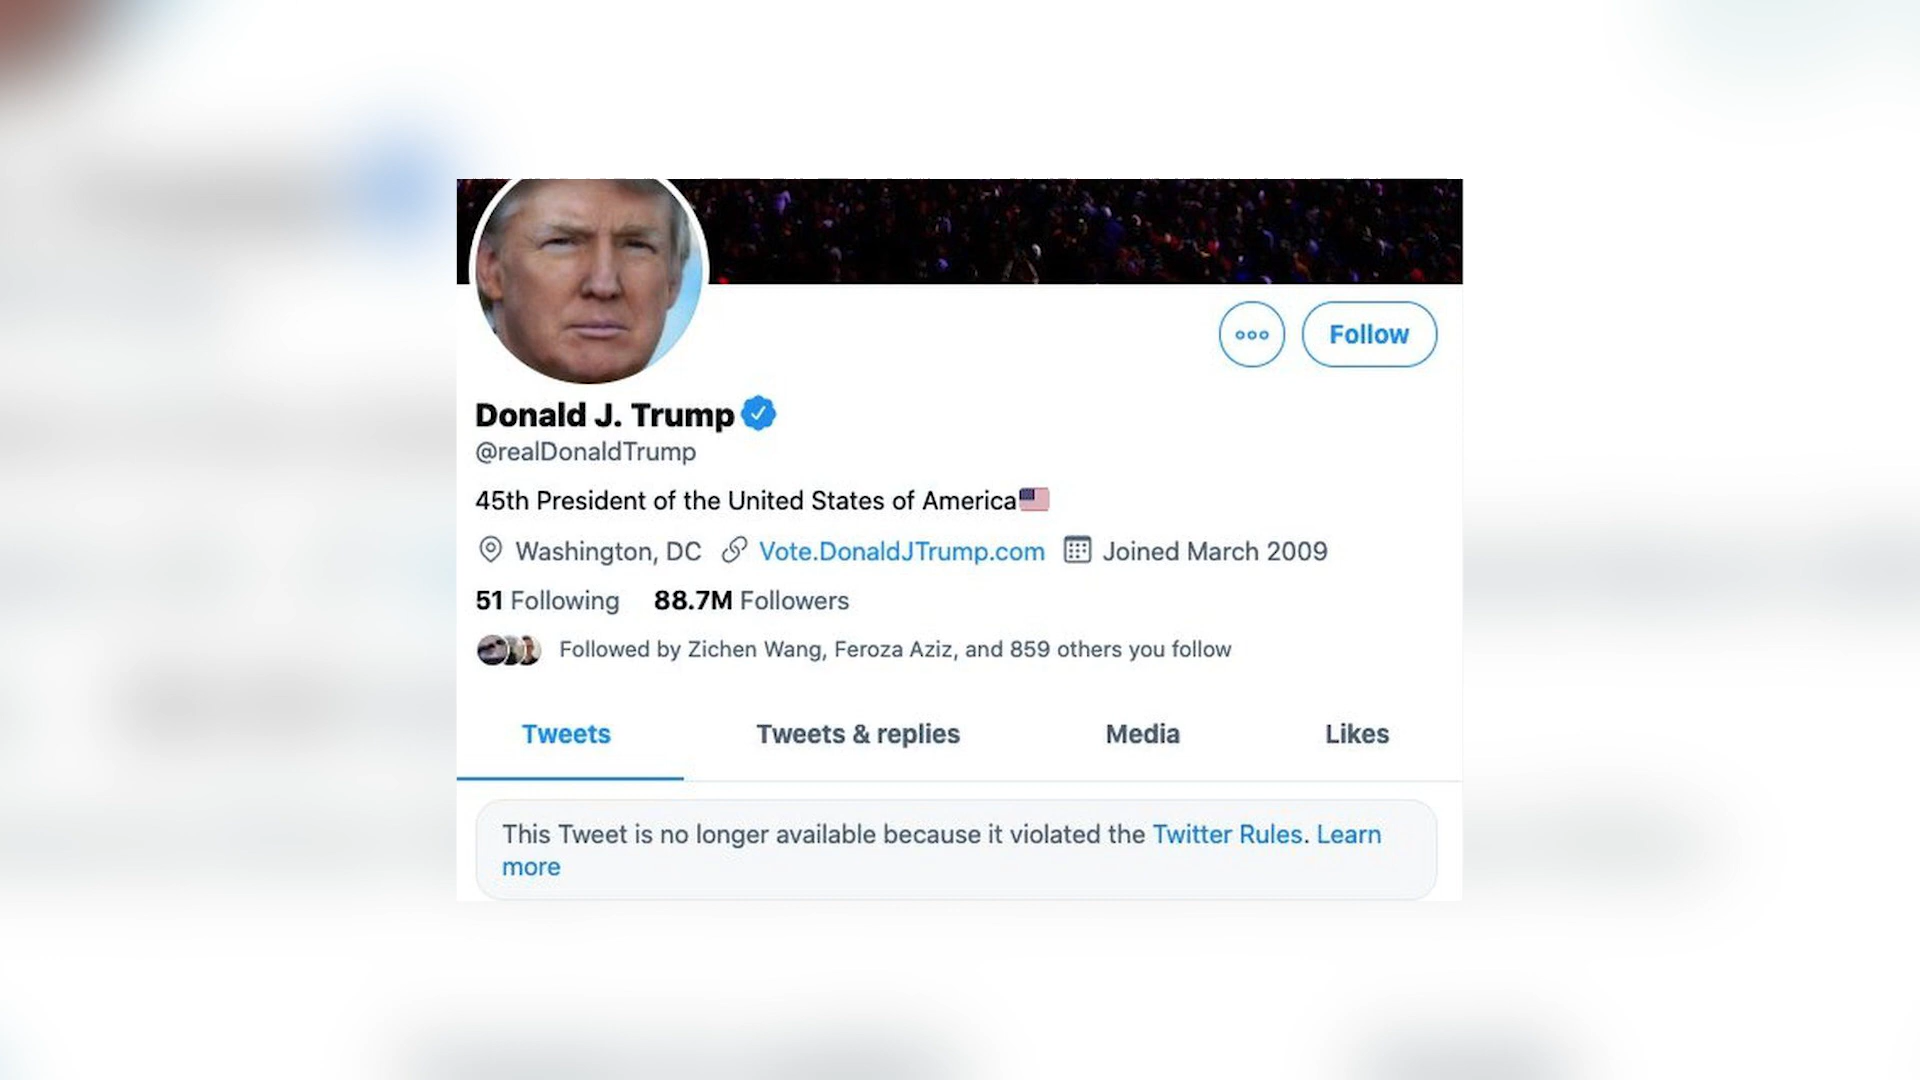 Follow
Donald J. Trump
@realDonaldTrump
45th President of the United States of America
Washington, DC Vote.DonaldJTrump.com Joined March 2009
51 Following 88.7M Followers
Followed by Zichen Wang, Feroza Aziz, and 859 others you follow
Tweets Tweets & replies Media Likes
This Tweet is no longer available because it violated the Twitter Rules. Learn
more